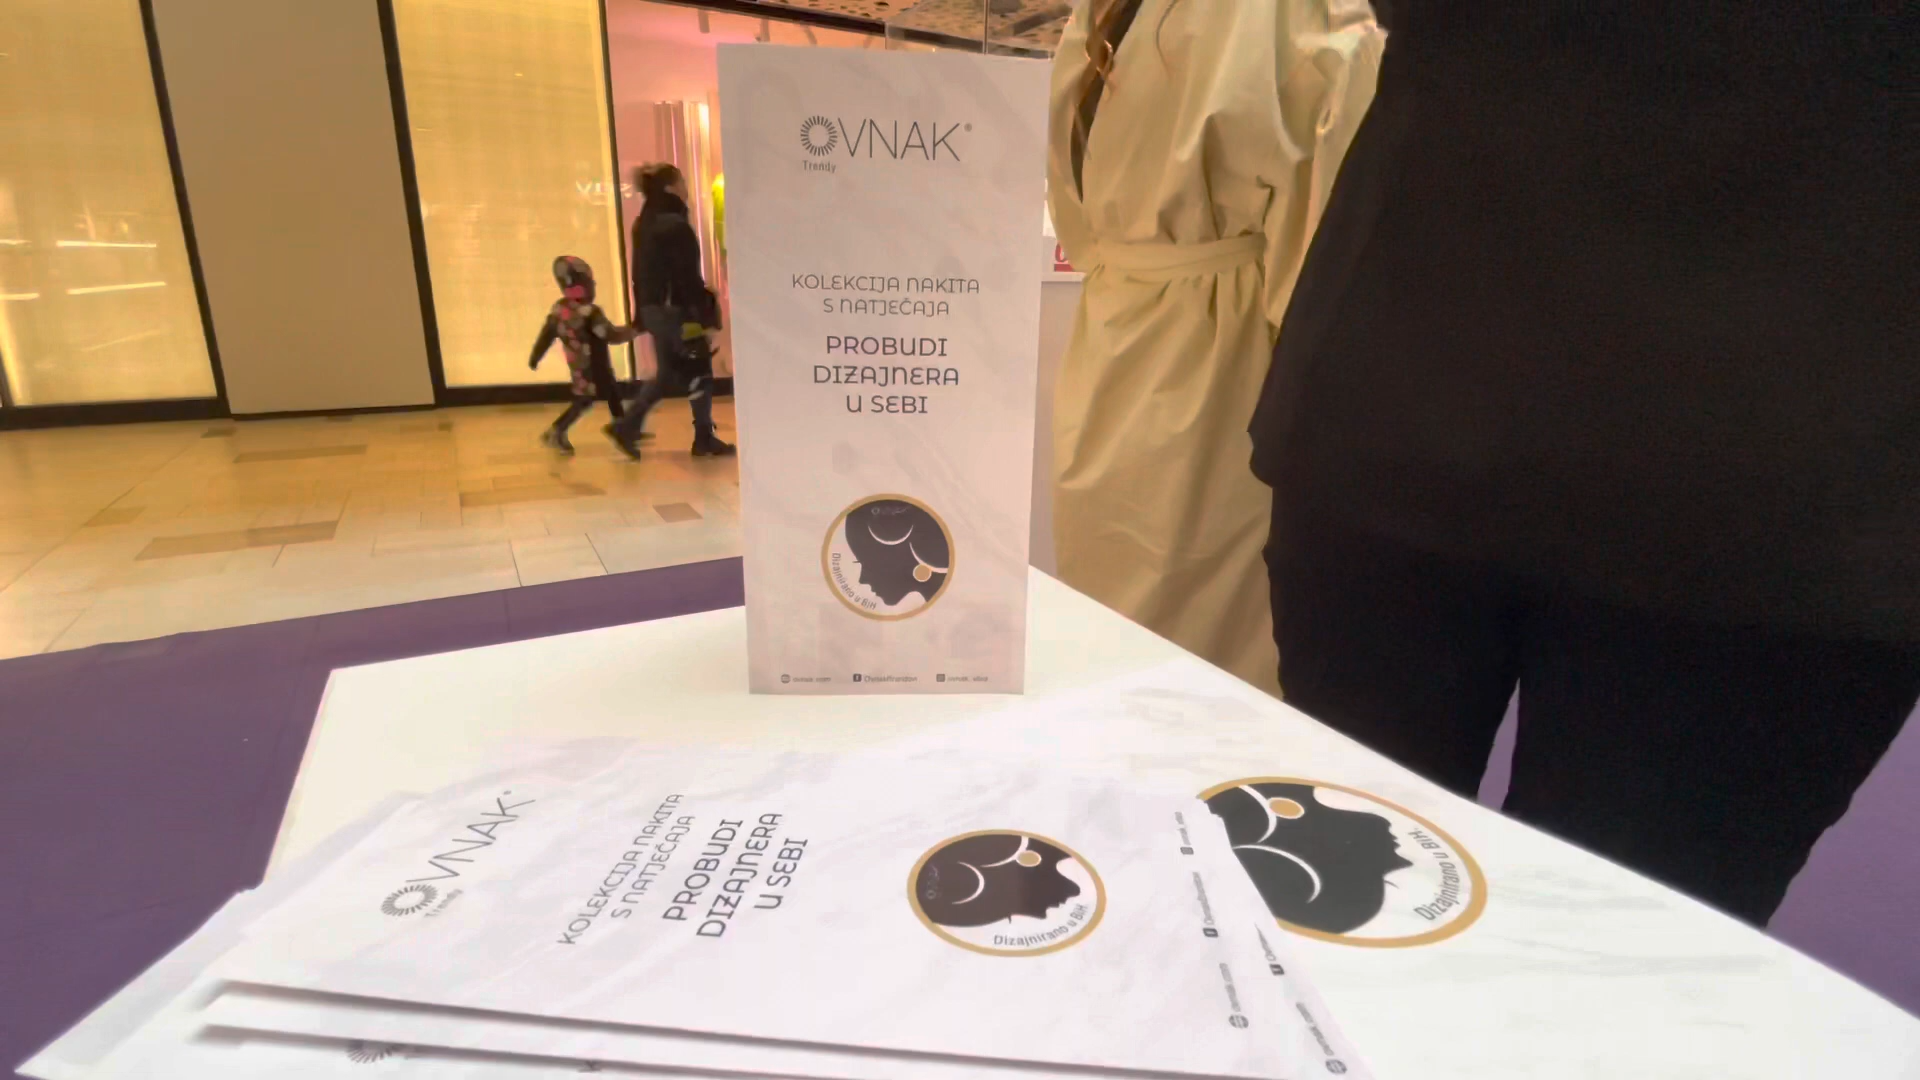 OVNAK®
Trendy
KOLEKCIJA NAKITA
S NATJEČAJA
PROBUDI
DIZAJNERA
U SEBI
Dizajnirano u BiH
OVNAK®
Trendy
KOLEKCIJA NAKITA
S NATJEČAJA
PROBUDI
DIZAJNERA
U SEBI
Dizajnirano u BiH
Dizajnirano u BiH.